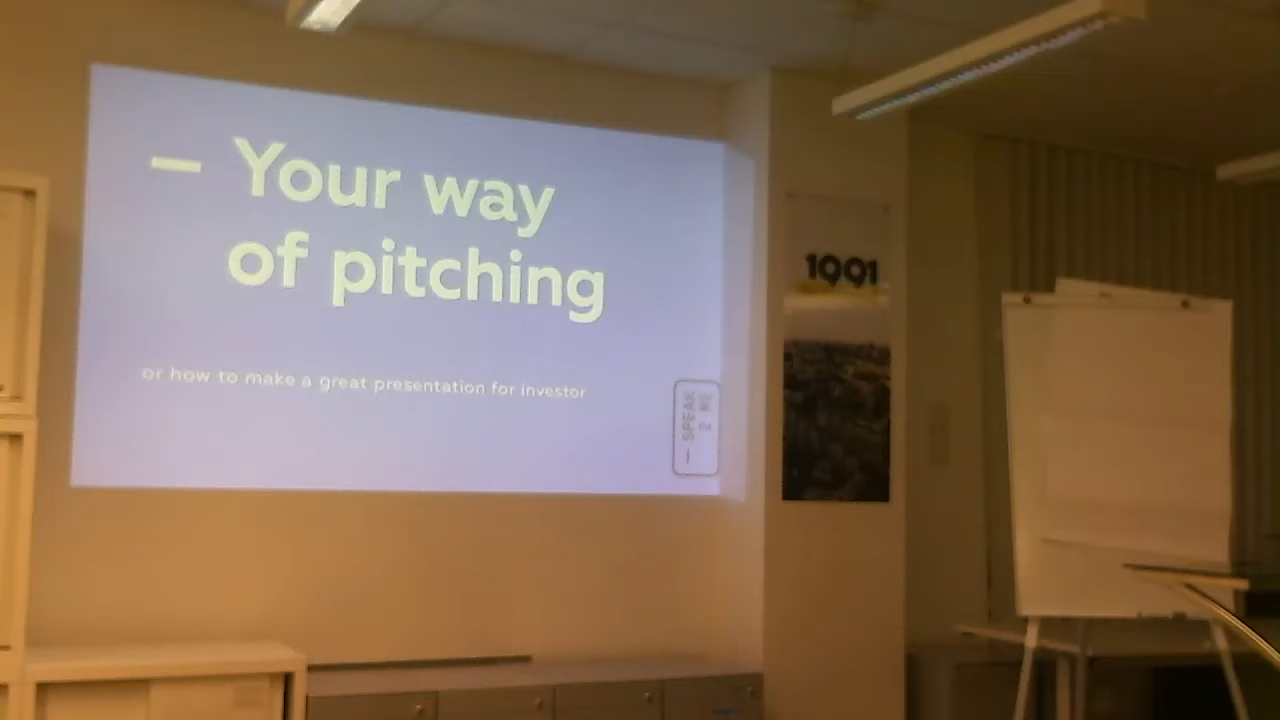 – Your way
of pitching
or how to make a great presentation for investor
– SPEAK
2 ME
1991